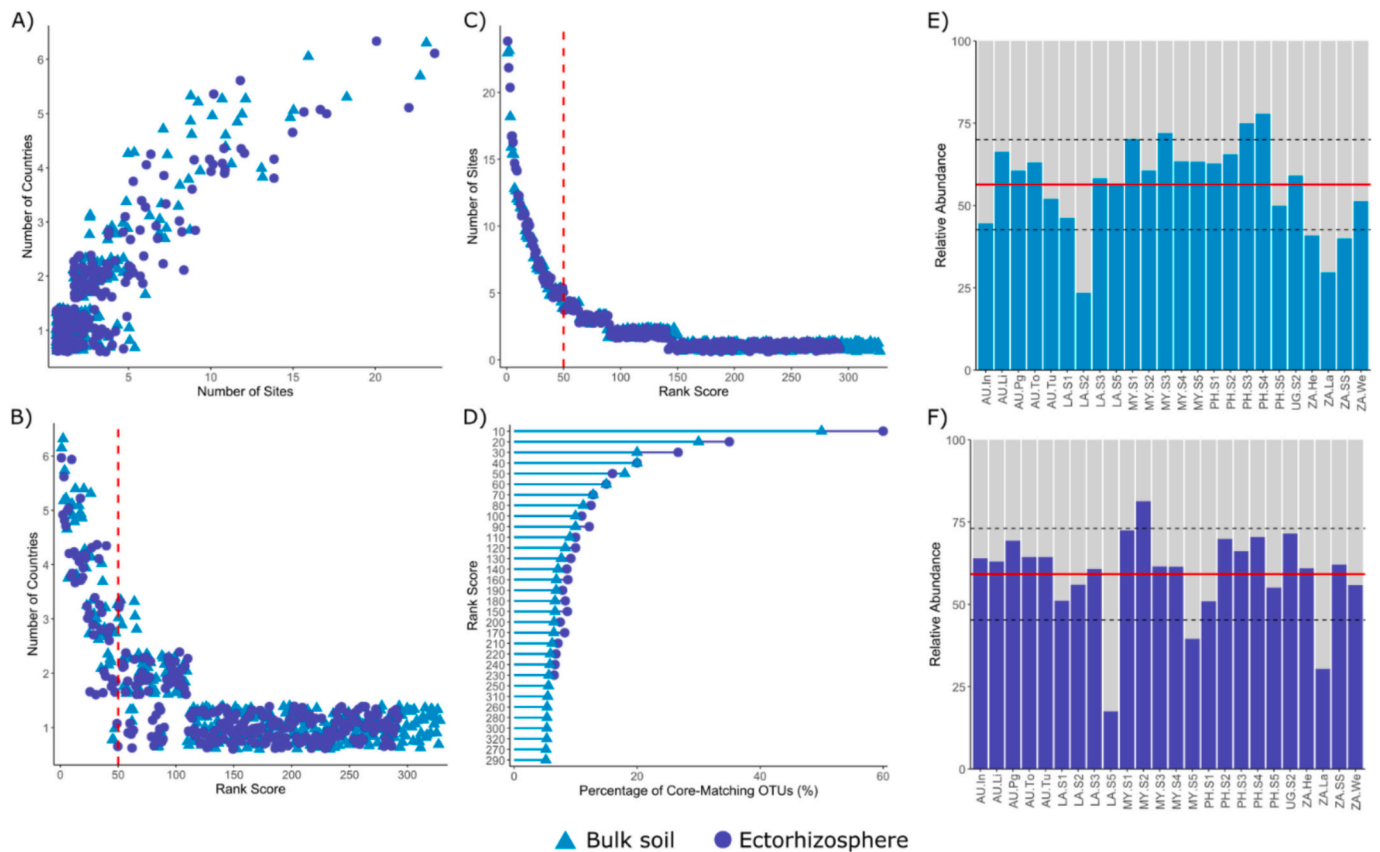 A)
Number of Countries
6
5
4
3
2
1
5
10
15
20
Number of Sites
B)
Number of Countries
6
5
4
3
2
1
0
50
100
150
200
250
300
Rank Score
C)
Number of Sites
20
15
10
5
0
0
50
100
150
200
250
300
Rank Score
D)
Rank Score
10
20
30
40
50
60
70
80
100
90
110
120
130
140
160
190
180
150
200
170
210
220
240
230
250
310
260
280
300
320
270
290
0
20
40
60
Percentage of Core-Matching OTUs (%)
E)
Relative Abundance
100
75
50
25
0
AU.In
AU.Li
AU.Pg
AU.To
AU.Tu
LA.S1
LA.S2
LA.S3
LA.S5
MY.S1
MY.S2
MY.S3
MY.S4
MY.S5
PH.S1
PH.S2
PH.S3
PH.S4
PH.S5
UG.S2
ZA.He
ZA.La
ZA.SS
ZA.We
F)
Relative Abundance
100
75
50
25
0
AU.In
AU.Li
AU.Pg
AU.To
AU.Tu
LA.S1
LA.S2
LA.S3
LA.S5
MY.S1
MY.S2
MY.S3
MY.S4
MY.S5
PH.S1
PH.S2
PH.S3
PH.S4
PH.S5
UG.S2
ZA.He
ZA.La
ZA.SS
ZA.We
Bulk soil
Ectorhizosphere